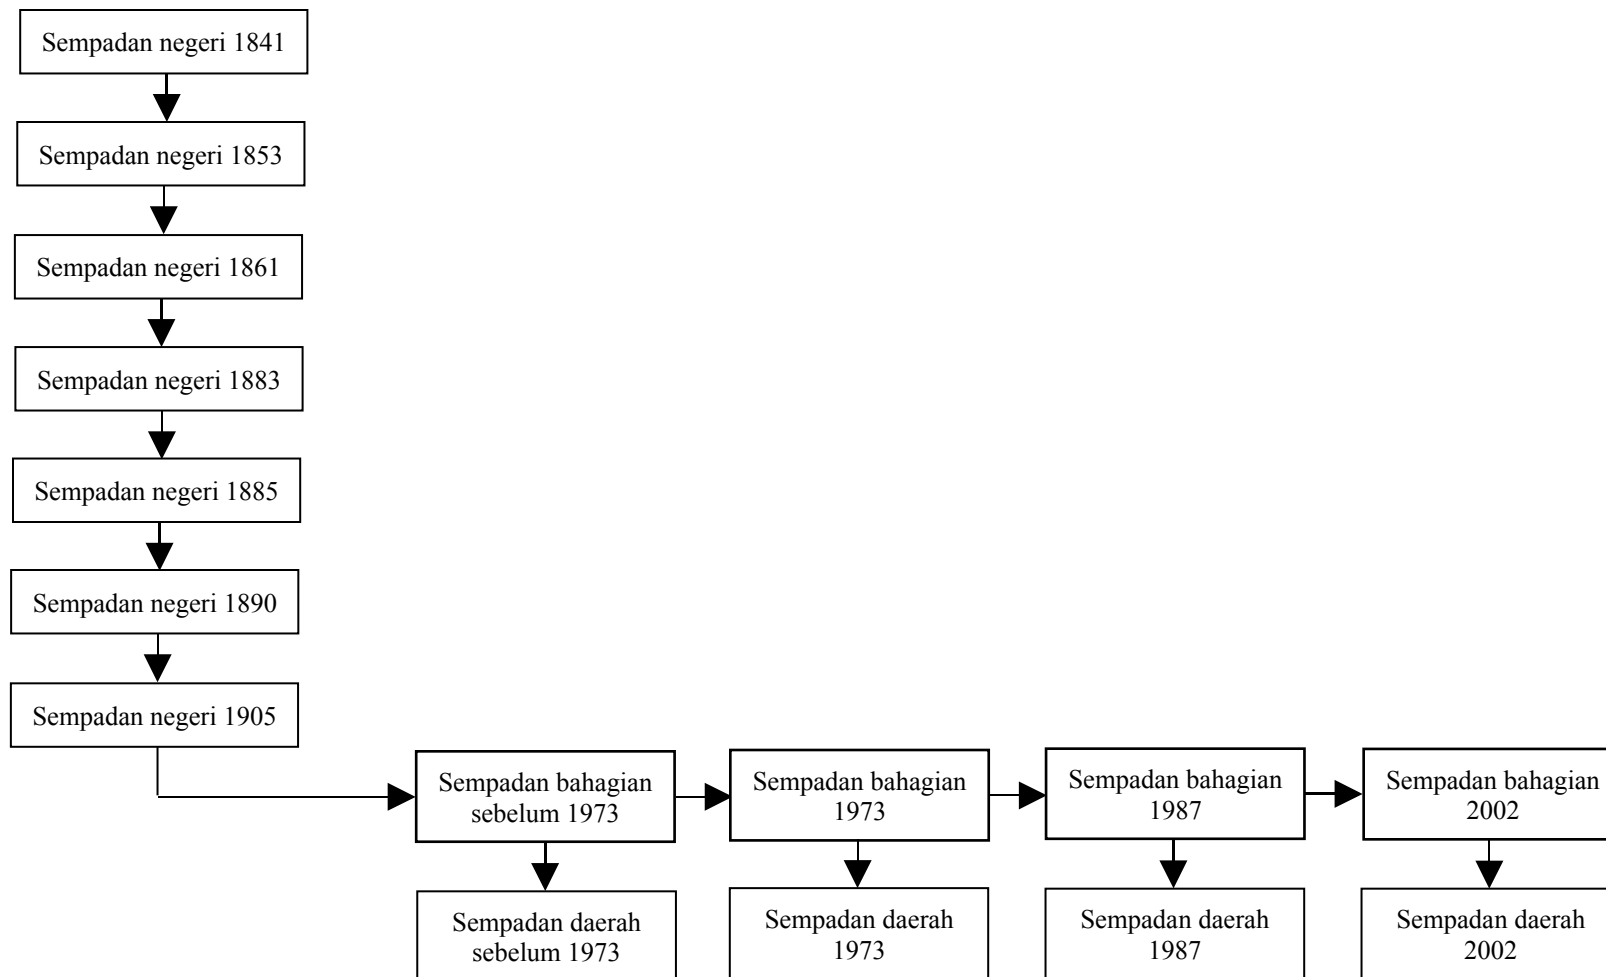 Sempadan negeri 1841
Sempadan negeri 1853
Sempadan negeri 1861
Sempadan negeri 1883
Sempadan negeri 1885
Sempadan negeri 1890
Sempadan negeri 1905
Sempadan bahagian
sebelum 1973
Sempadan bahagian
1973
Sempadan bahagian
1987
Sempadan bahagian
2002
Sempadan daerah
sebelum 1973
Sempadan daerah
1973
Sempadan daerah
1987
Sempadan daerah
2002